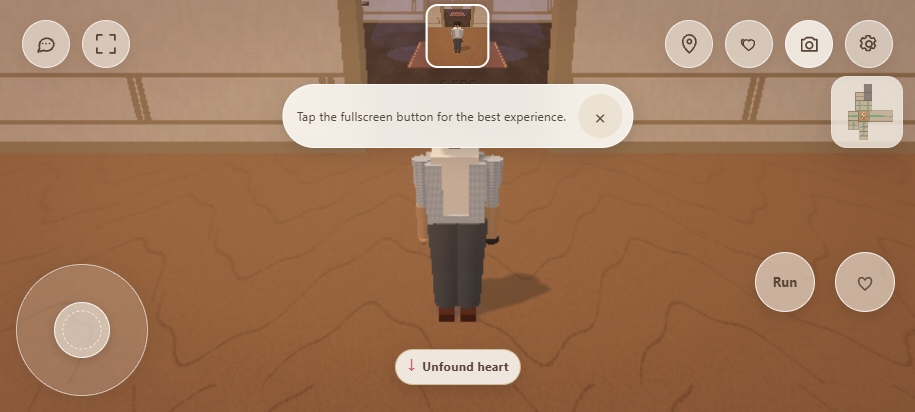 Tap the fullscreen button for the best experience.
Run
↓ Unfound heart